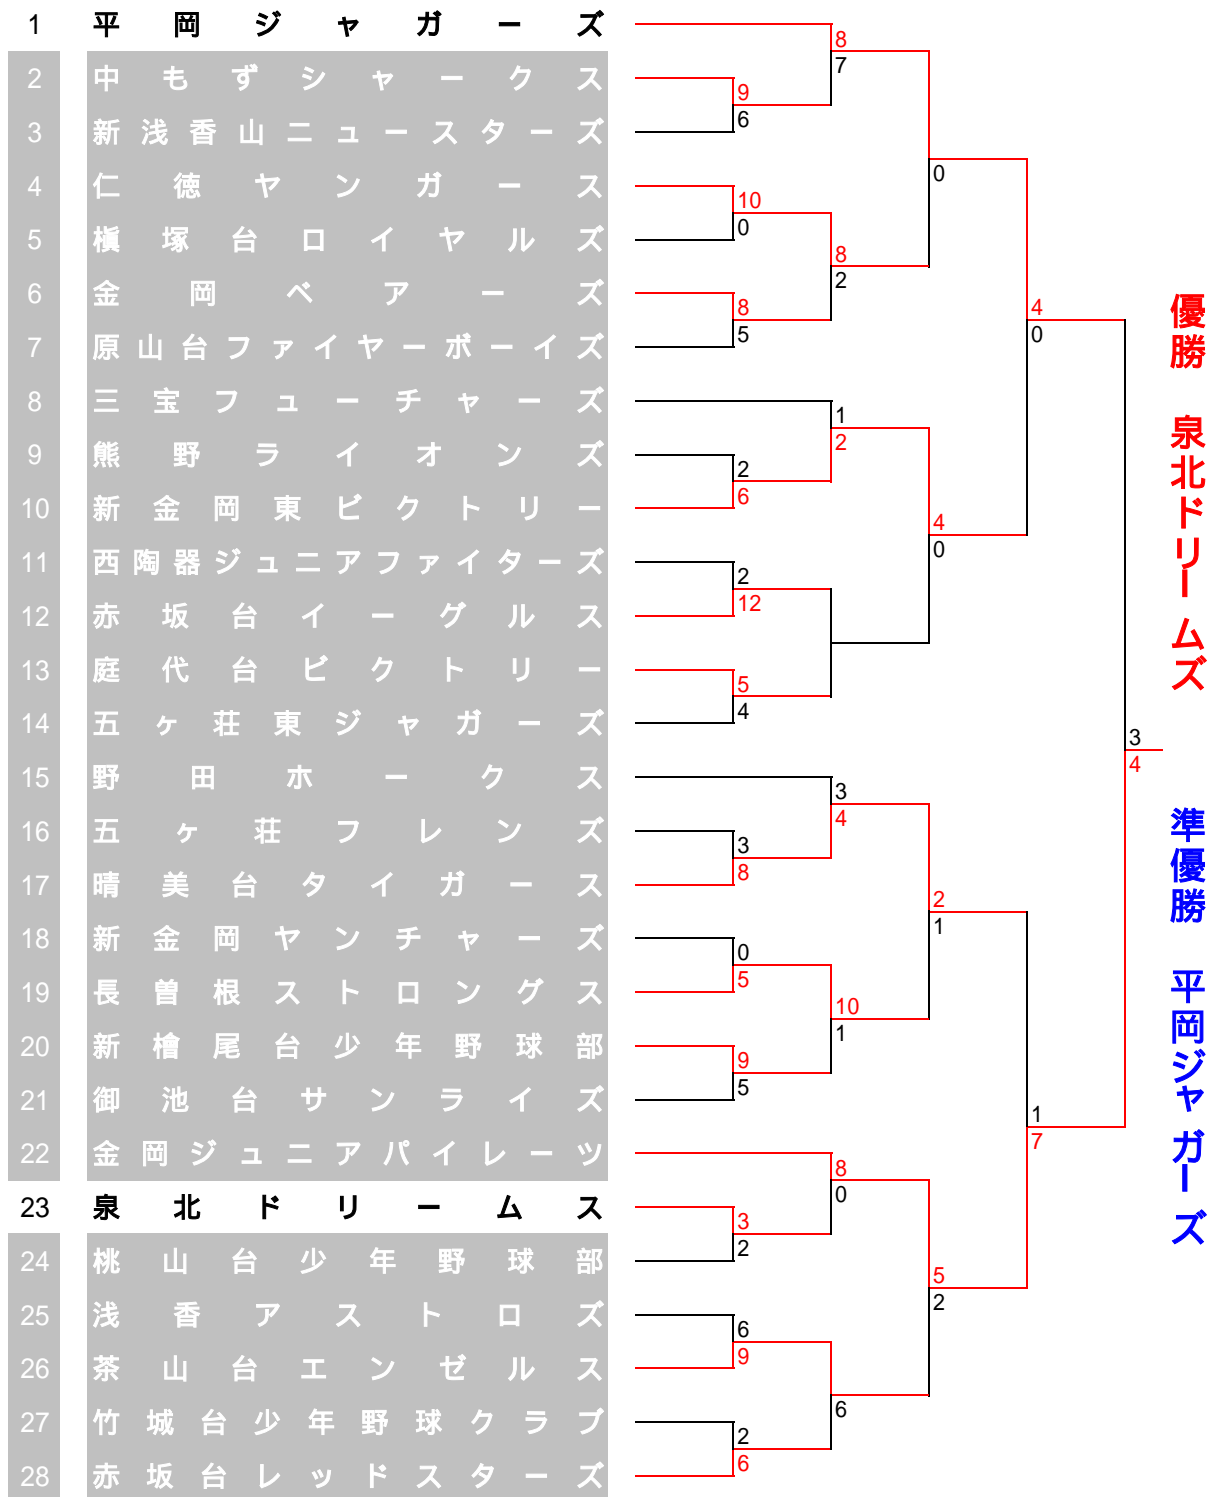 1 平岡ジャガーズ
2 中もずシャークス
3 新浅香山ニュースターズ
4 仁徳ヤンガース
5 槇塚台ロイヤルズ
6 金岡ベアーズ
7 原山台ファイヤーボーイズ
8 三宝フューチャーズ
9 熊野ライオンズ
10 新金岡東ビクトリー
11 西陶器ジュニアファイターズ
12 赤坂台イーグルス
13 庭代台ビクトリー
14 五ヶ荘東ジャガーズ
15 野田ホークス
16 五ヶ荘フレンズ
17 晴美台タイガース
18 新金岡ヤンチャーズ
19 長曽根ストロングス
20 新檜尾台少年野球部
21 御池台サンライズ
22 金岡ジュニアパイレーツ
23 泉北ドリームス
24 桃山台少年野球部
25 浅香アストロズ
26 茶山台エンゼルス
27 竹城台少年野球クラブ
28 赤坂台レッドスターズ
9
6
10
0
8
5
2
6
2
12
5
4
3
8
0
5
9
5
3
2
6
9
2
6
8
7
8
2
1
2
3
4
10
1
8
0
6
0
4
0
2
1
5
2
4
0
1
7
3
4
優勝 泉北ドリームズ
準優勝 平岡ジャガーズ